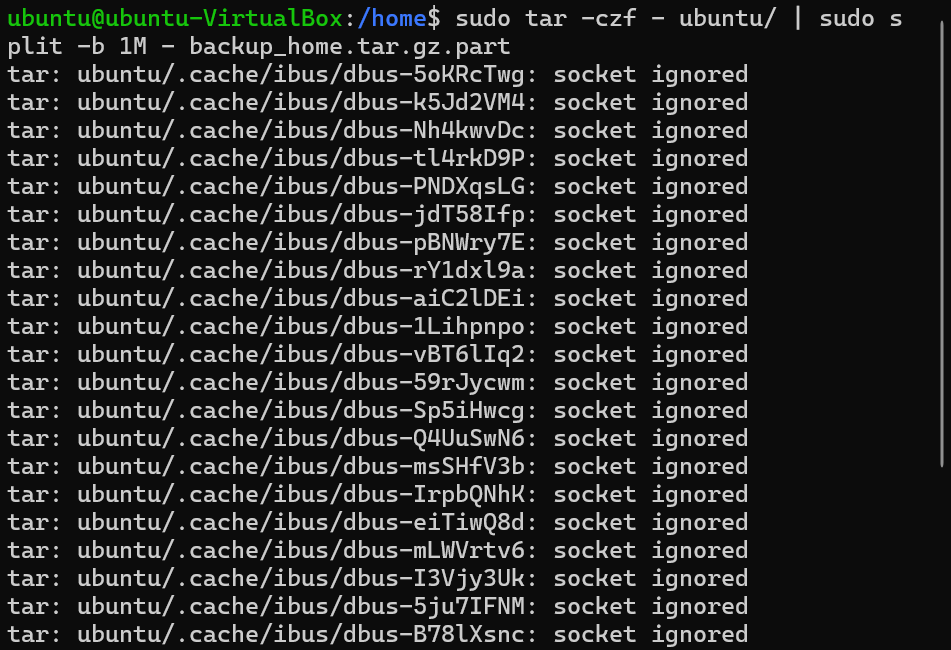 ubuntu@ubuntu-VirtualBox:/home$ sudo tar -czf - ubuntu/ | sudo s
plit -b 1M - backup_home.tar.gz.part
tar: ubuntu/.cache/ibus/dbus-5oKRcTwg: socket ignored
tar: ubuntu/.cache/ibus/dbus-k5Jd2VM4: socket ignored
tar: ubuntu/.cache/ibus/dbus-Nh4kwvDc: socket ignored
tar: ubuntu/.cache/ibus/dbus-tl4rkD9P: socket ignored
tar: ubuntu/.cache/ibus/dbus-PNDXqsLG: socket ignored
tar: ubuntu/.cache/ibus/dbus-jdT58Ifp: socket ignored
tar: ubuntu/.cache/ibus/dbus-pBNWry7E: socket ignored
tar: ubuntu/.cache/ibus/dbus-rY1dxl9a: socket ignored
tar: ubuntu/.cache/ibus/dbus-aiC2lDEi: socket ignored
tar: ubuntu/.cache/ibus/dbus-1Lihpnpo: socket ignored
tar: ubuntu/.cache/ibus/dbus-vBT6lIq2: socket ignored
tar: ubuntu/.cache/ibus/dbus-59rJycwm: socket ignored
tar: ubuntu/.cache/ibus/dbus-Sp5iHwcg: socket ignored
tar: ubuntu/.cache/ibus/dbus-Q4UuSwN6: socket ignored
tar: ubuntu/.cache/ibus/dbus-msSHfV3b: socket ignored
tar: ubuntu/.cache/ibus/dbus-IrpbQNhK: socket ignored
tar: ubuntu/.cache/ibus/dbus-eiTiwQ8d: socket ignored
tar: ubuntu/.cache/ibus/dbus-mLWVrtv6: socket ignored
tar: ubuntu/.cache/ibus/dbus-I3Vjy3Uk: socket ignored
tar: ubuntu/.cache/ibus/dbus-5ju7IFNM: socket ignored
tar: ubuntu/.cache/ibus/dbus-B78lXsnc: socket ignored